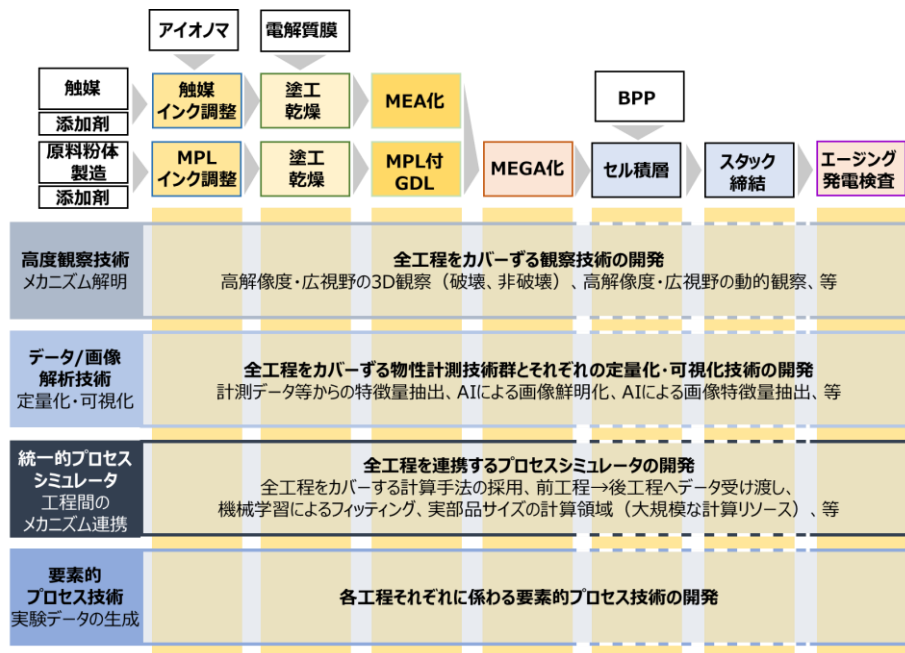 アイオノマ
電解質膜
触媒
添加剤
触媒
インク調整
塗工
乾燥
MEA化
BPP
原料粉体
製造
添加剤
MPL
インク調整
塗工
乾燥
MPL付
GDL
MEGA化
セル積層
スタック
締結
エージング
発電検査
高度観察技術
メカニズム解明
全工程をカバーずる観察技術の開発
高解像度・広視野の3D観察（破壊、非破壊）、高解像度・広視野の動的観察、等
データ/画像
解析技術
定量化・可視化
全工程をカバーずる物性計測技術群とそれぞれの定量化・可視化技術の開発
計測データ等からの特徴量抽出、AIによる画像鮮明化、AIによる画像特徴量抽出、等
統一的プロセス
シミュレータ
工程間の
メカニズム連携
全工程を連携するプロセスシミュレータの開発
全工程をカバーする計算手法の採用、前工程→後工程へデータ受け渡し、
機械学習によるフィッティング、実部品サイズの計算領域（大規模な計算リソース）、等
要素的
プロセス技術
実験データの生成
各工程それぞれに係わる要素的プロセス技術の開発